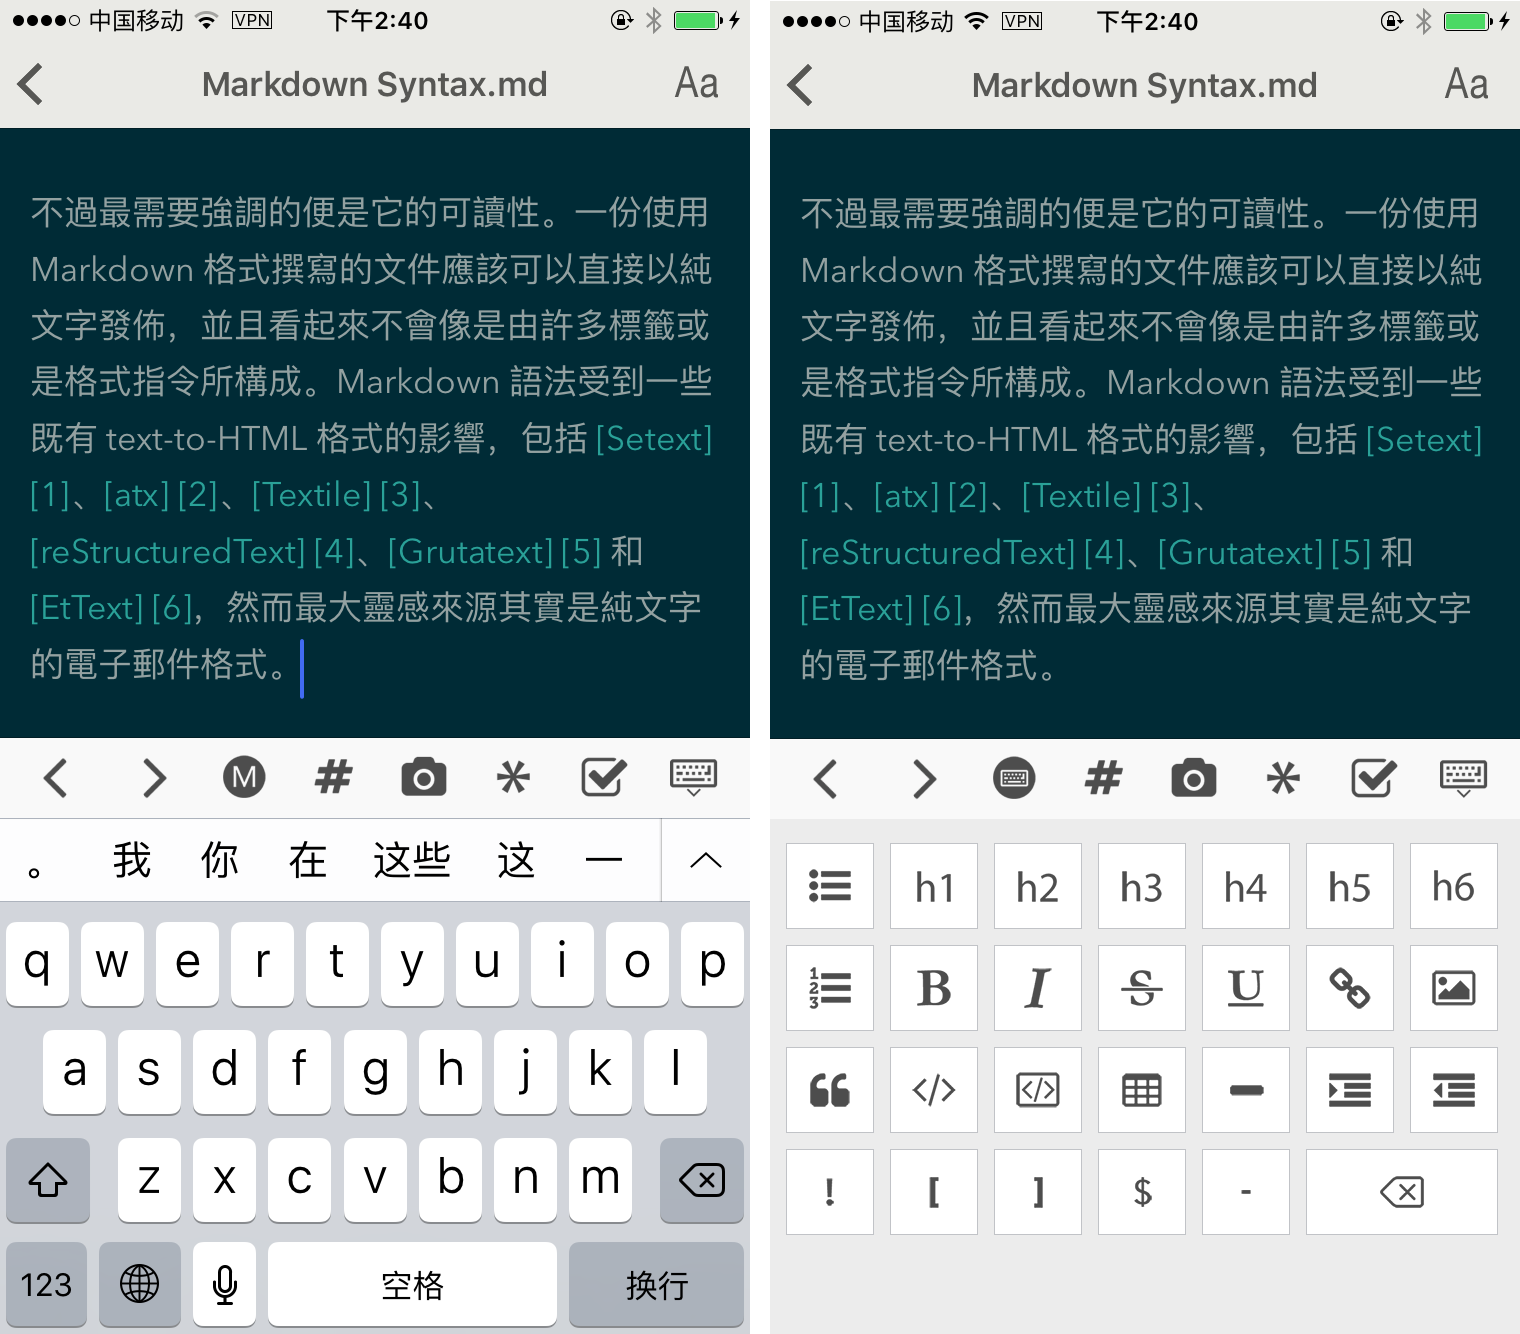 中国移动 VPN 下午2:40
Markdown Syntax.md Aa
不過最需要強調的便是它的可讀性。一份使用
Markdown 格式撰寫的文件應該可以直接以純
文字發佈，並且看起來不會像是由許多標籤或
是格式指令所構成。Markdown 語法受到一些
既有 text-to-HTML 格式的影響，包括 [Setext]
[1]、[atx] [2]、[Textile] [3]、
[reStructuredText] [4]、[Grutatext] [5] 和
[EtText] [6]，然而最大靈感來源其實是純文字
的電子郵件格式。
M # *
。 我 你 在 这些 这 一
q w e r t y u i o p
a s d f g h j k l
z x c v b n m
123 空格 换行
中国移动 VPN 下午2:40
Markdown Syntax.md Aa
不過最需要強調的便是它的可讀性。一份使用
Markdown 格式撰寫的文件應該可以直接以純
文字發佈，並且看起來不會像是由許多標籤或
是格式指令所構成。Markdown 語法受到一些
既有 text-to-HTML 格式的影響，包括 [Setext]
[1]、[atx] [2]、[Textile] [3]、
[reStructuredText] [4]、[Grutatext] [5] 和
[EtText] [6]，然而最大靈感來源其實是純文字
的電子郵件格式。
# *
h1 h2 h3 h4 h5 h6
1 2 3 B I S U
</> </>
! [ ] $ -